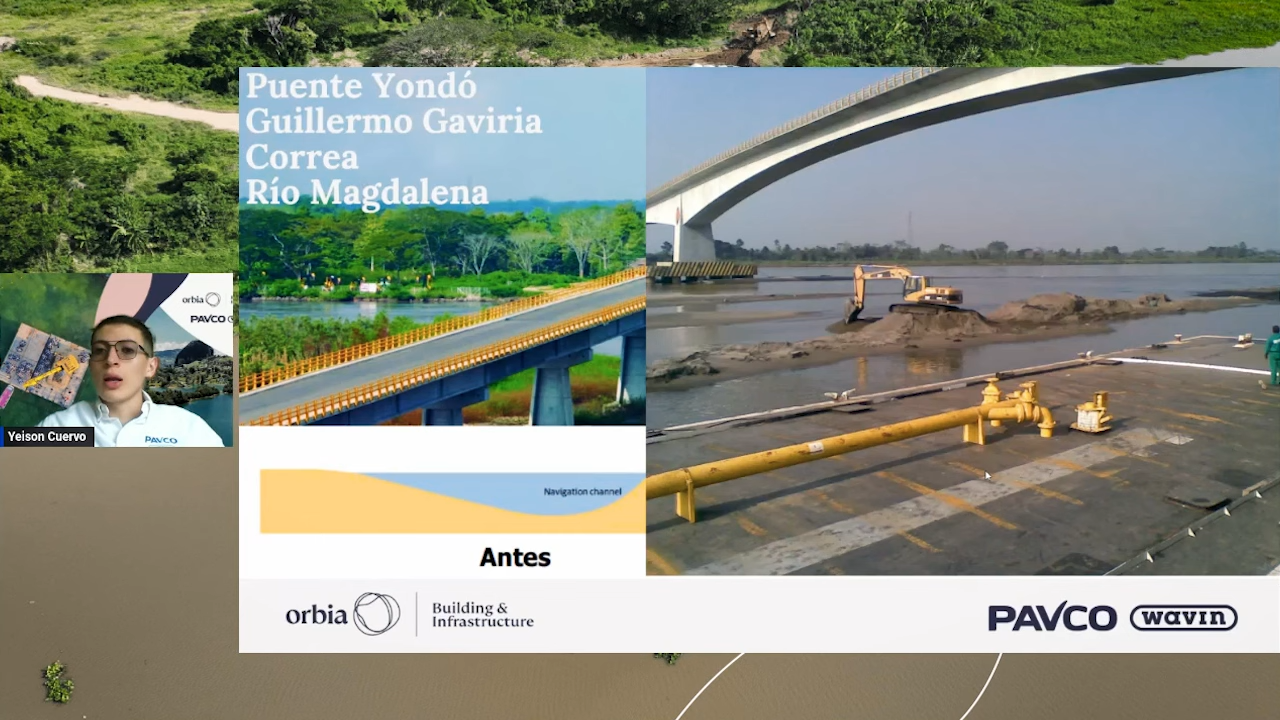 Puente Yondó
Guillermo Gaviria
Correa
Río Magdalena
orbia
PAVCO
PAVCO
Yeison Cuervo
Navigation channel
Antes
orbia
Building &
Infrastructure
PAVCO wavin